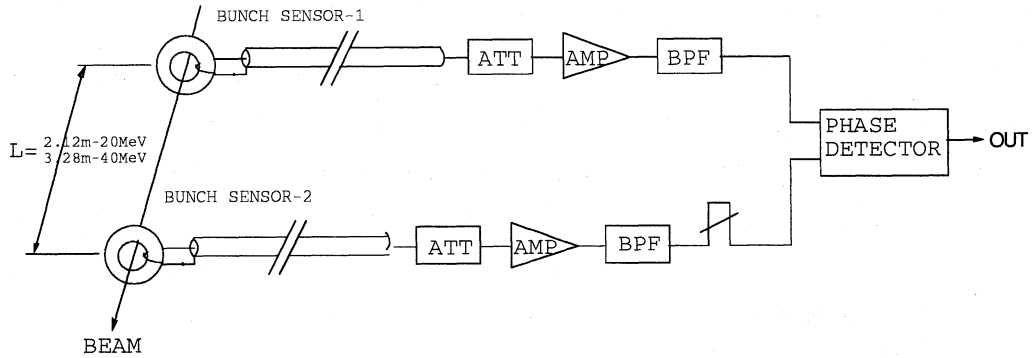 BUNCH SENSOR-1
ATT
AMP
BPF
L= 2.12m-20MeV
3.28m-40MeV
PHASE
DETECTOR
OUT
BUNCH SENSOR-2
ATT
AMP
BPF
BEAM